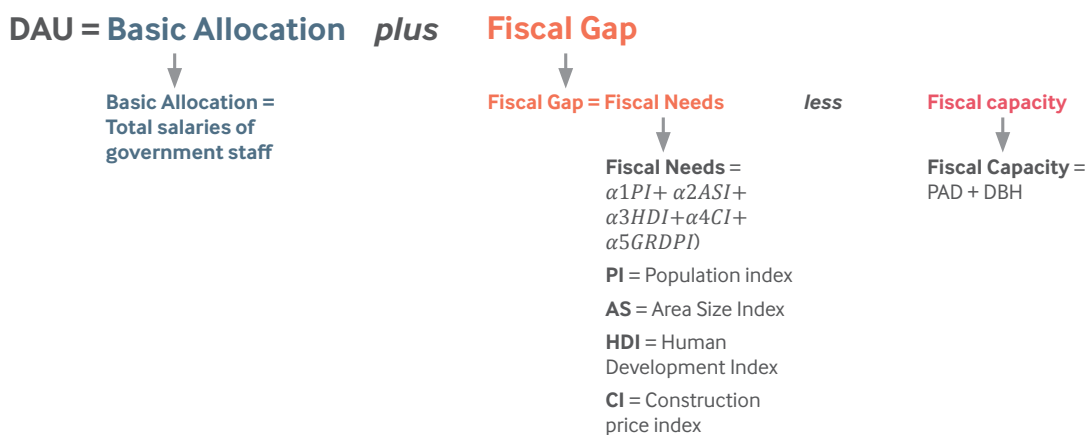 DAU = Basic Allocation plus Fiscal Gap
Basic Allocation =
Total salaries of
government staff
Fiscal Gap = Fiscal Needs less Fiscal capacity
Fiscal Needs =
α1PI+ α2ASI+
α3HDI+α4CI+
α5GRDPI)
PI = Population index
AS = Area Size Index
HDI = Human
Development Index
CI = Construction
price index
Fiscal Capacity =
PAD + DBH